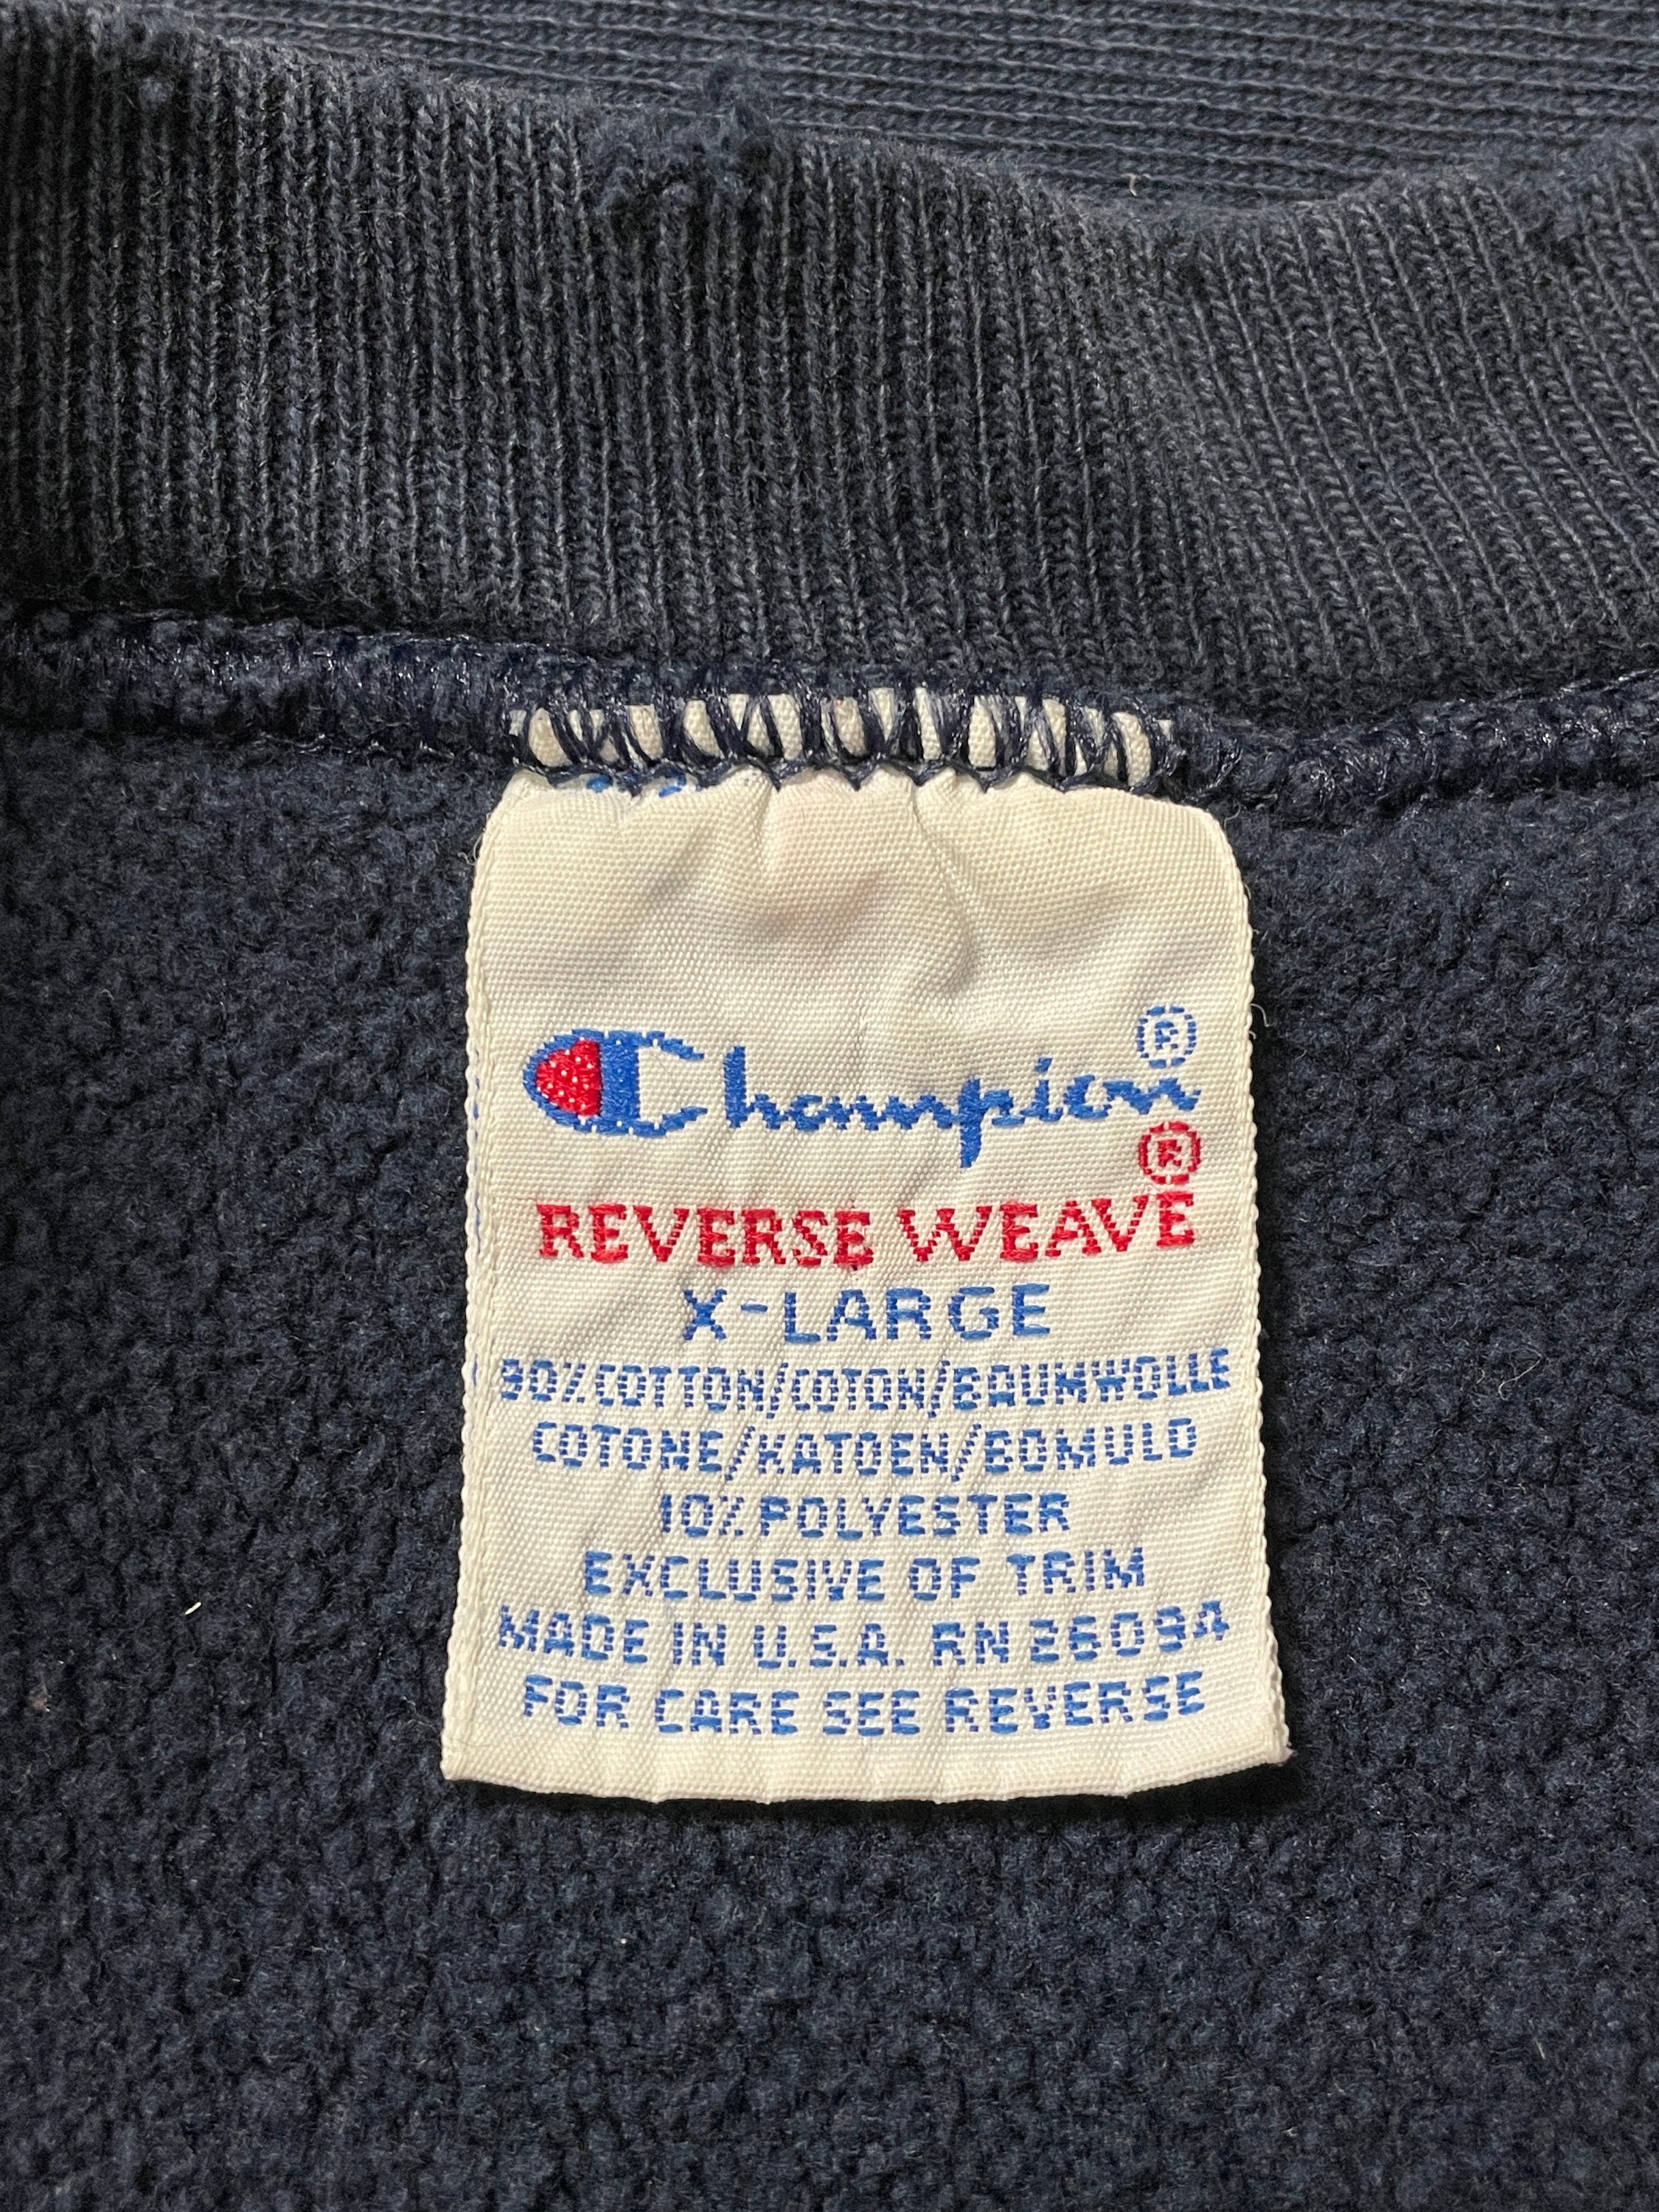 Champion®
REVERSE WEAVE®
X-LARGE
90% COTTON/COTON/BAUMWOLLE
COTONE/KATOEN/BOMULD
10% POLYESTER
EXCLUSIVE OF TRIM
MADE IN U.S.A. RN 26094
FOR CARE SEE REVERSE